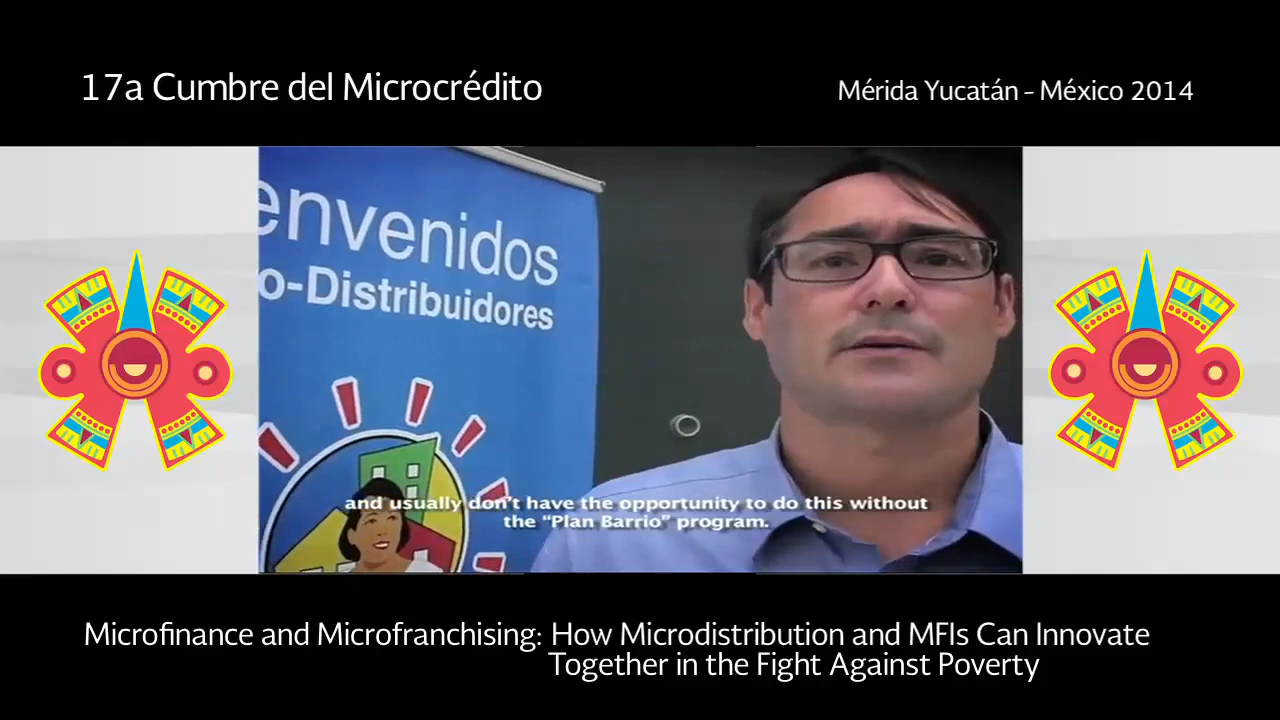 17a Cumbre del Microcrédito
Mérida Yucatán - México 2014
envenidos
o-Distribuidores
and usually don't have the opportunity to do this without
the “Plan Barrio” program.
Microfinance and Microfranchising: How Microdistribution and MFIs Can Innovate
Together in the Fight Against Poverty